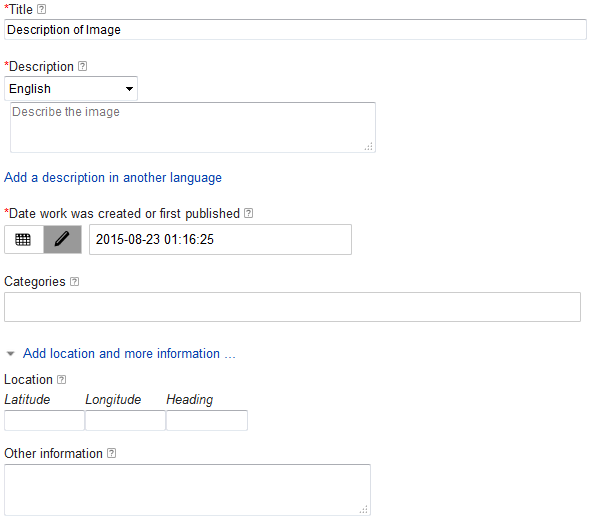 *Title [?]
Description of Image
*Description [?]
English
Describe the image
Add a description in another language
*Date work was created or first published [?]
2015-08-23 01:16:25
Categories [?]
Add location and more information …
Location [?]
Latitude Longitude Heading
Other information [?]